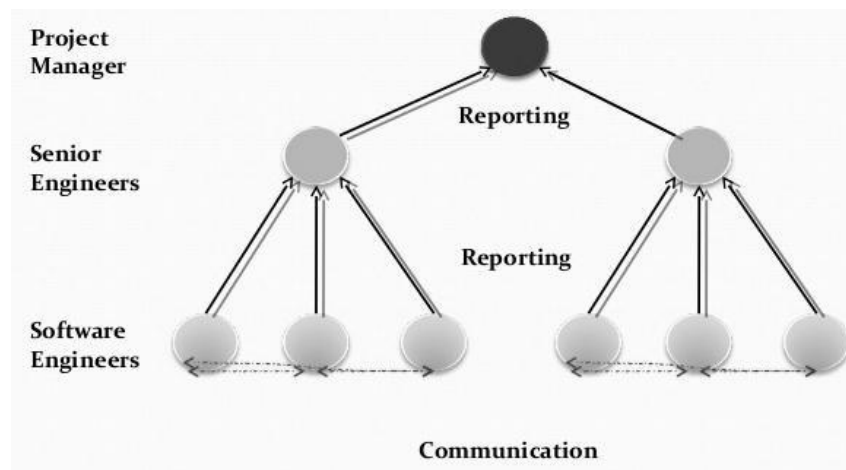 Project
Manager
Reporting
Senior
Engineers
Reporting
Software
Engineers
Communication